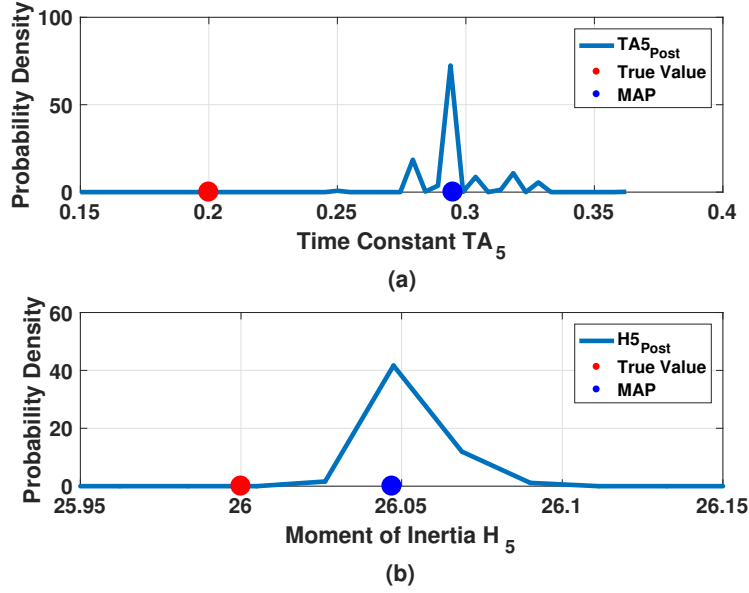 100
50
0
Probability Density
TA5Post
True Value
MAP
0.15 0.2 0.25 0.3 0.35 0.4
Time Constant TA5
(a)
60
40
20
0
Probability Density
H5Post
True Value
MAP
25.95 26 26.05 26.1 26.15
Moment of Inertia H5
(b)